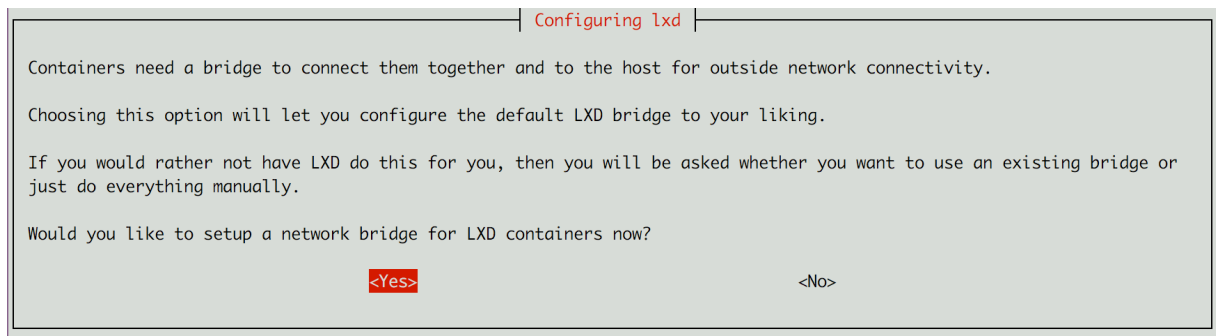 Configuring lxd
Containers need a bridge to connect them together and to the host for outside network connectivity.
Choosing this option will let you configure the default LXD bridge to your liking.
If you would rather not have LXD do this for you, then you will be asked whether you want to use an existing bridge or
just do everything manually.
Would you like to setup a network bridge for LXD containers now?
<Yes> <No>